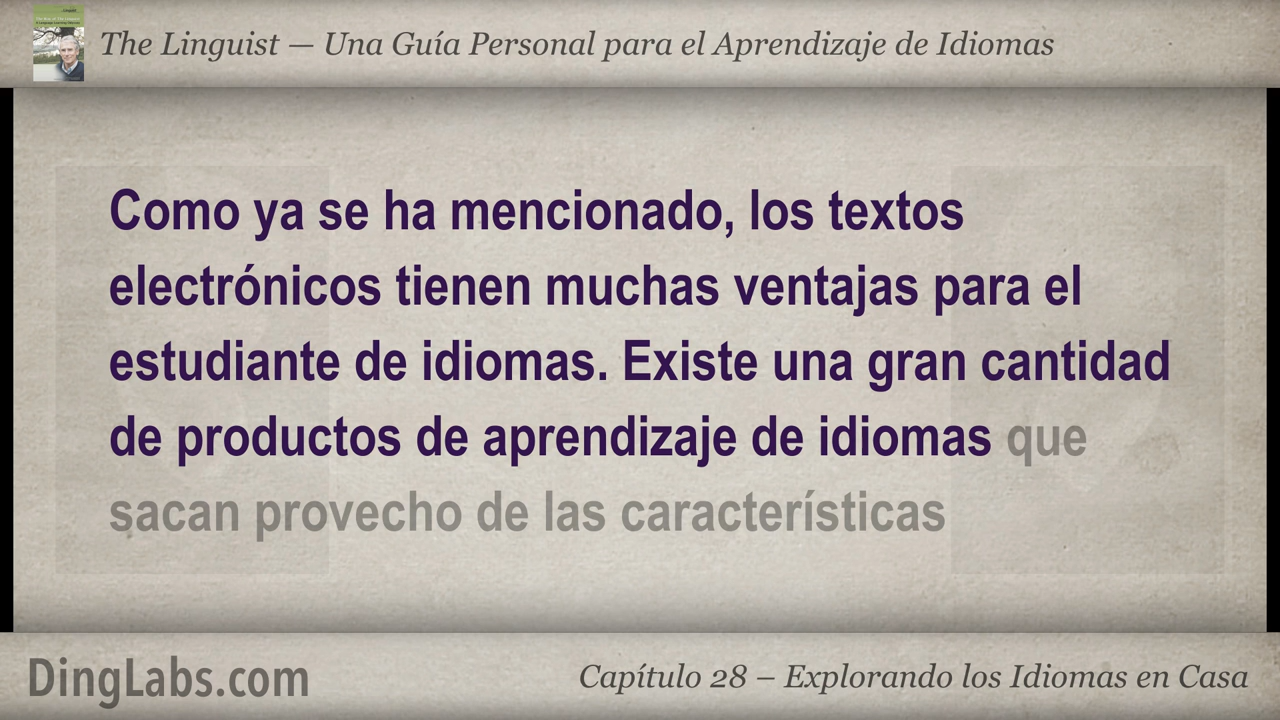 The Linguist — Una Guía Personal para el Aprendizaje de Idiomas
Como ya se ha mencionado, los textos
electrónicos tienen muchas ventajas para el
estudiante de idiomas. Existe una gran cantidad
de productos de aprendizaje de idiomas que
sacan provecho de las características
DingLabs.com
Capítulo 28 – Explorando los Idiomas en Casa